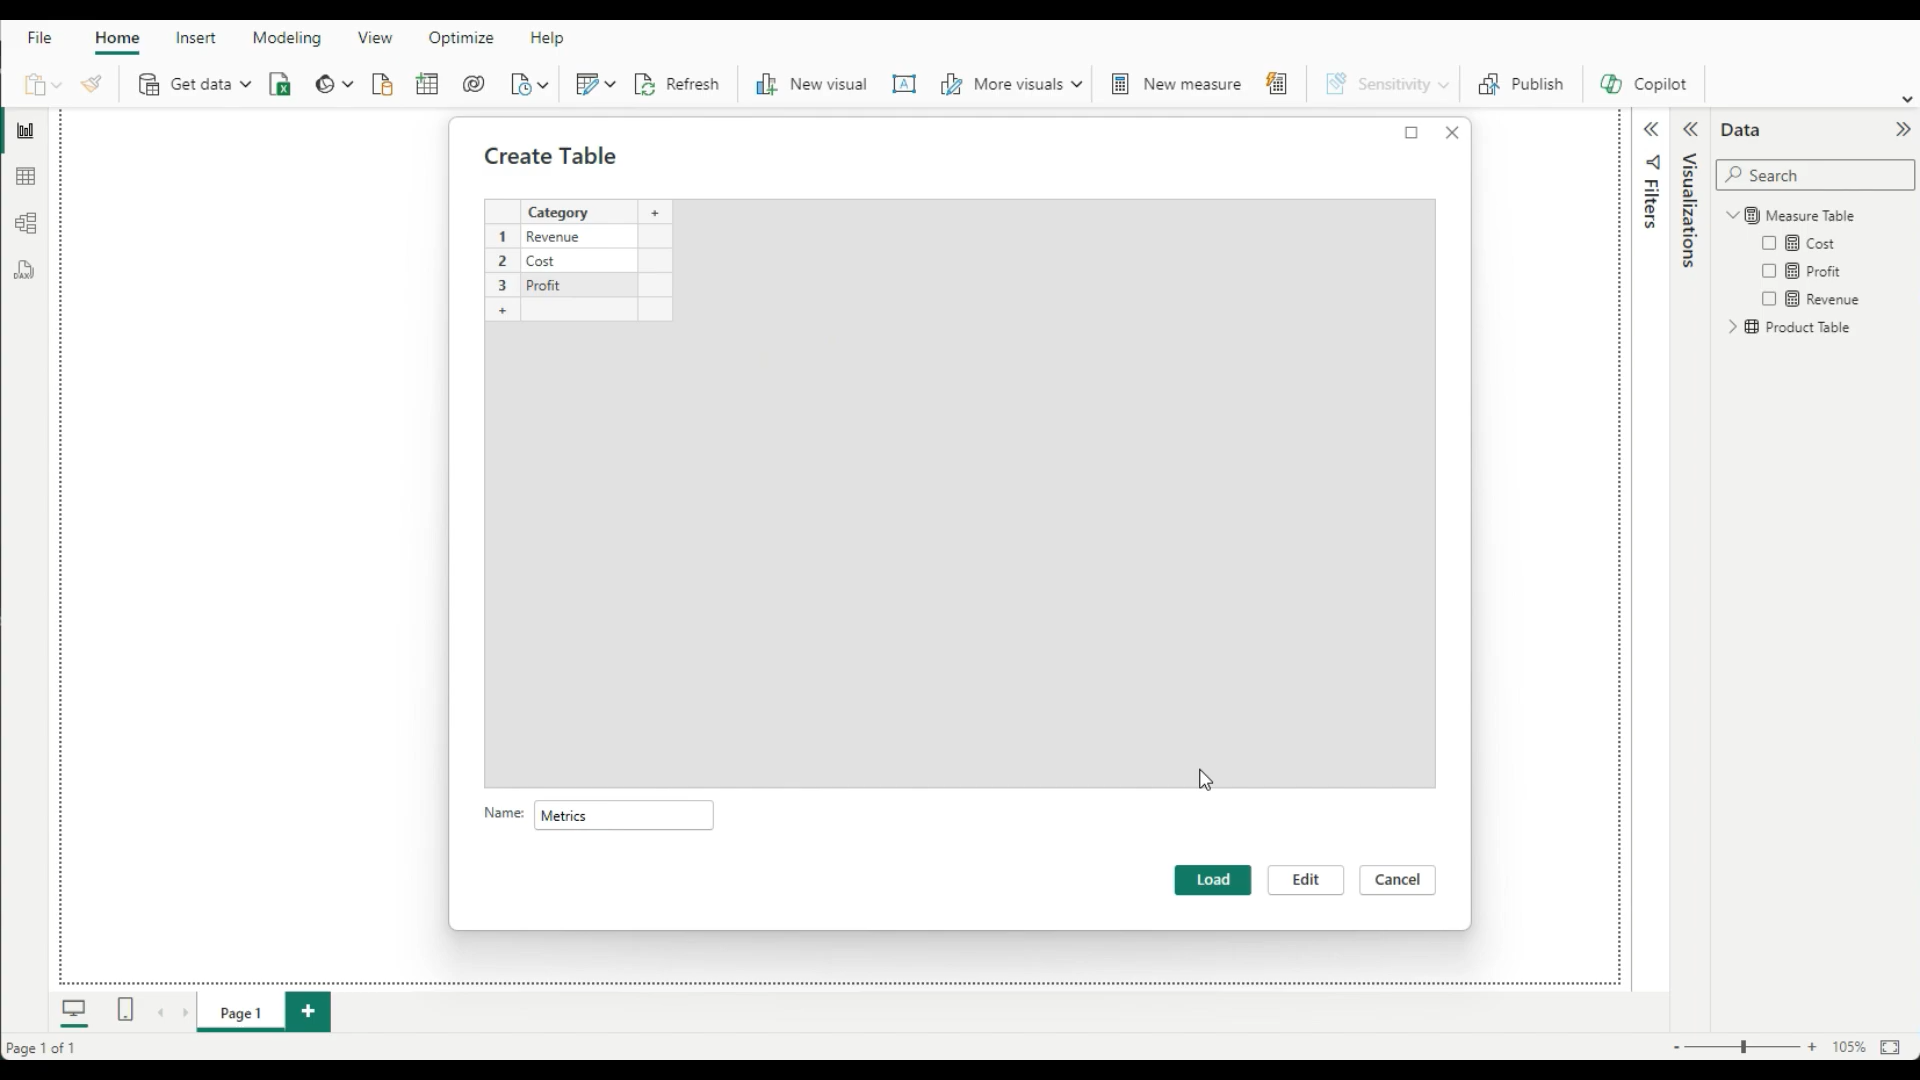 File Home Insert Modeling View Optimize Help
Get data Refresh New visual More visuals New measure Sensitivity Publish Copilot
Create Table
Category +
1 Revenue
2 Cost
3 Profit
+
Name: Metrics
Load Edit Cancel
Filters
Visualizations
Data
Search
Measure Table
Cost
Profit
Revenue
Product Table
DAX
Page 1 +
Page 1 of 1
- + 105%